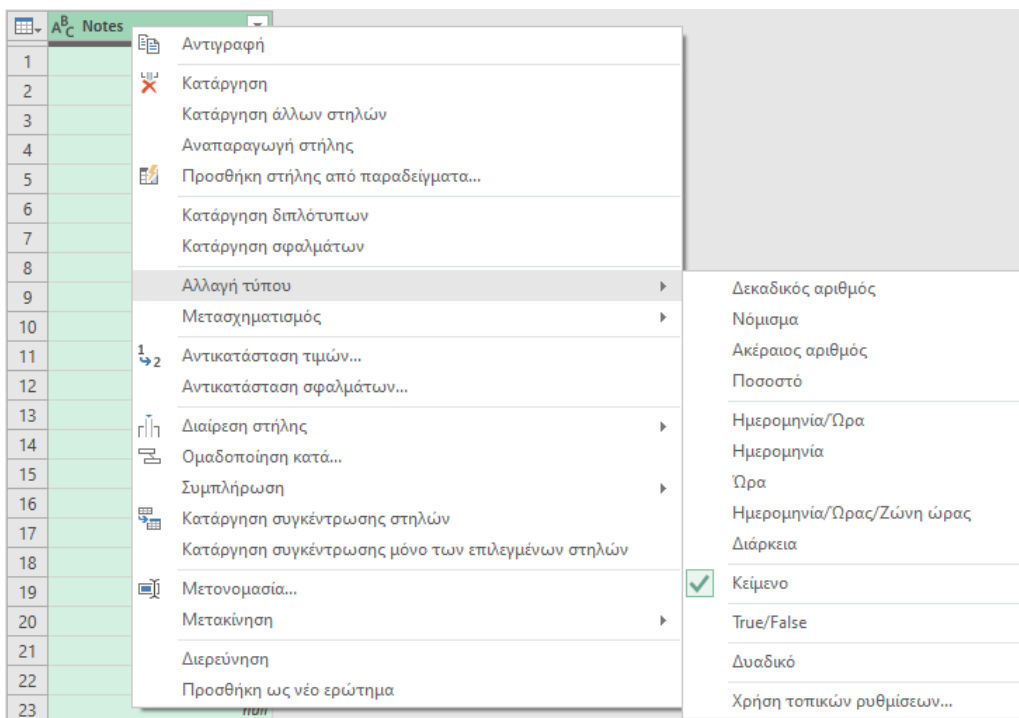 ABC Notes
Αντιγραφή
1
Κατάργηση
2
Κατάργηση άλλων στηλών
3
Αναπαραγωγή στήλης
4
Προσθήκη στήλης από παραδείγματα...
5
6
Κατάργηση διπλότυπων
7
Κατάργηση σφαλμάτων
8
Αλλαγή τύπου
Δεκαδικός αριθμός
9
Μετασχηματισμός
Νόμισμα
10
Ακέραιος αριθμός
11
1 2 Αντικατάσταση τιμών...
Ποσοστό
12
Αντικατάσταση σφαλμάτων...
13
Διαίρεση στήλης
Ημερομηνία/Ώρα
14
Ομαδοποίηση κατά...
Ημερομηνία
15
Συμπλήρωση
Ώρα
16
Κατάργηση συγκέντρωσης στηλών
Ημερομηνία/Ώρας/Ζώνη ώρας
17
Κατάργηση συγκέντρωσης μόνο των επιλεγμένων στηλών
Διάρκεια
18
19
Μετονομασία...
Κείμενο
20
Μετακίνηση
True/False
21
Διερεύνηση
Δυαδικό
22
Προσθήκη ως νέο ερώτημα
Χρήση τοπικών ρυθμίσεων...
23
null